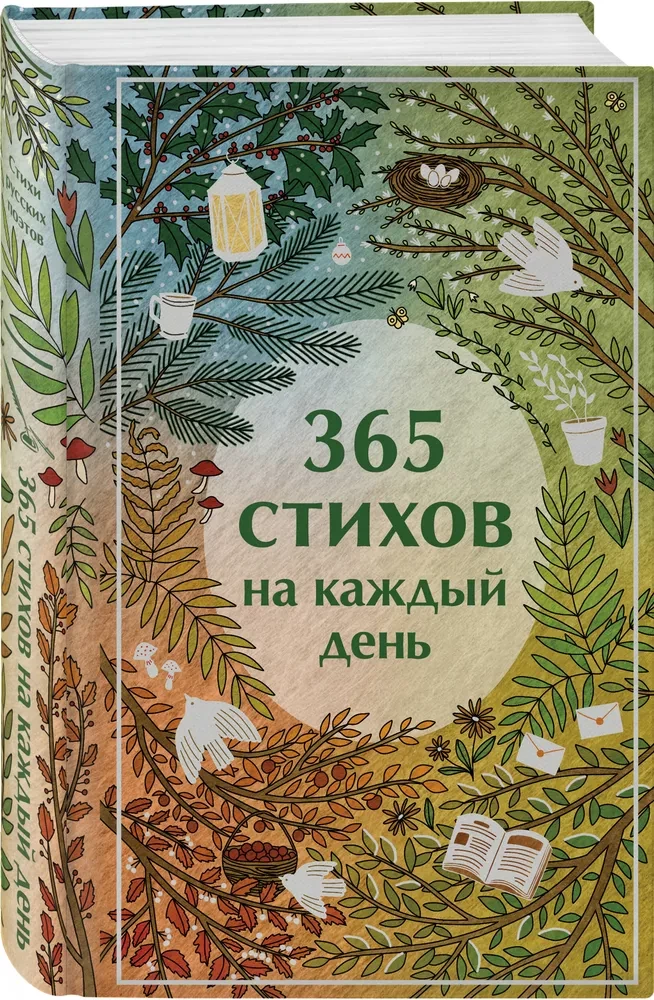 365
СТИХОВ
на каждый
день
Стихи
русских
поэтов
365 стихов на каждый день